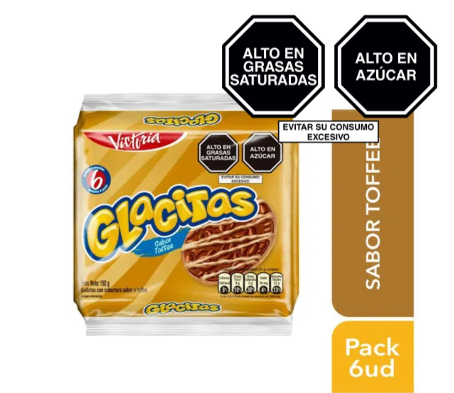 ALTO EN
GRASAS
SATURADAS
ALTO EN
AZÚCAR
EVITAR SU CONSUMO
EXCESIVO
GLACITAS
Victoria
ALTO EN
GRASAS
SATURADAS
ALTO EN
AZÚCAR
EVITAR SU CONSUMO
EXCESIVO
6
GLACITAS
Sabor
Toffee
SABOR TOFFEE
GLACITAS
Pack
6ud